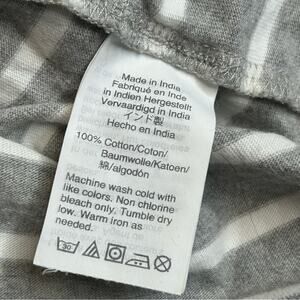 Made in India
Fabriqué en Inde
in Indien Hergestellt
Vervaardigd in India
インド製
Hecho en India
100% Cotton/Coton/
Baumwolle/Katoen/
綿/algodón
Machine wash cold with
like colors. Non chlorine
bleach only. Tumble dry
low. Warm iron as
needed.
30